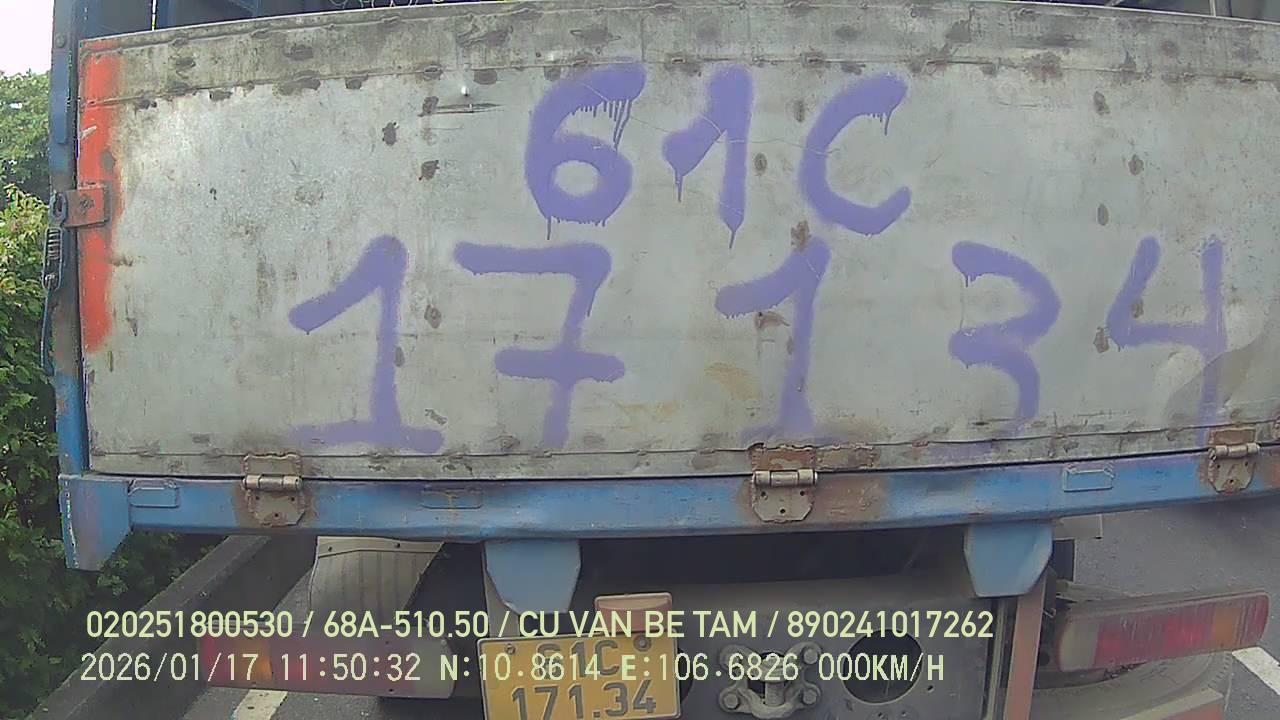 61C
17134
020251800530 / 68A-510.50 / CU VAN BE TAM / 890241017262
2026/01/17 11:50:32 N:10.8614 E:106.6826 000KM/H
61C
171.34